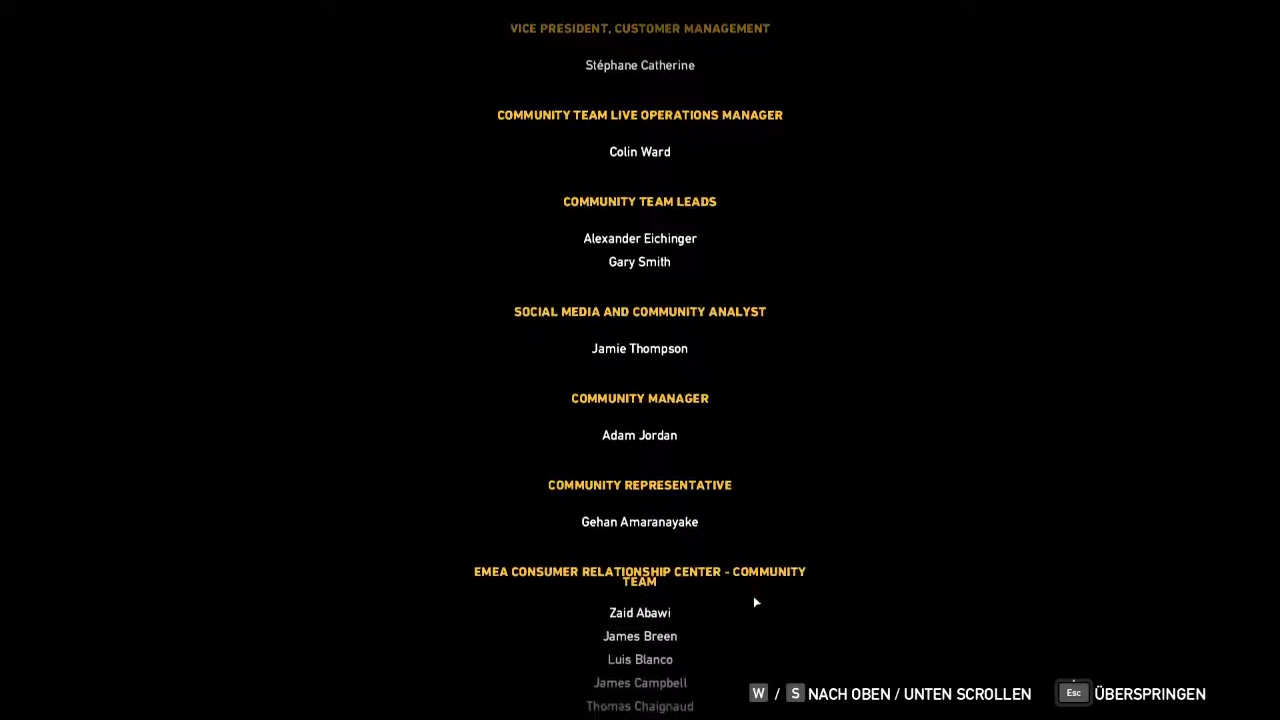 VICE PRESIDENT, CUSTOMER MANAGEMENT
Stéphane Catherine
COMMUNITY TEAM LIVE OPERATIONS MANAGER
Colin Ward
COMMUNITY TEAM LEADS
Alexander Eichinger
Gary Smith
SOCIAL MEDIA AND COMMUNITY ANALYST
Jamie Thompson
COMMUNITY MANAGER
Adam Jordan
COMMUNITY REPRESENTATIVE
Gehan Amaranayake
EMEA CONSUMER RELATIONSHIP CENTER - COMMUNITY
TEAM
Zaid Abawi
James Breen
Luis Blanco
James Campbell
Thomas Chaignaud
W / S NACH OBEN / UNTEN SCROLLEN
Esc ÜBERSPRINGEN